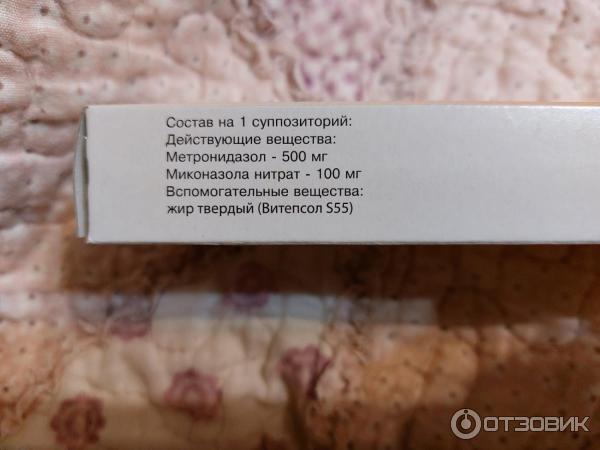 Состав на 1 суппозиторий:
Действующие вещества:
Метронидазол - 500 мг
Миконазола нитрат - 100 мг
Вспомогательные вещества:
жир твердый (Витепсол S55)
ОТЗОВИК